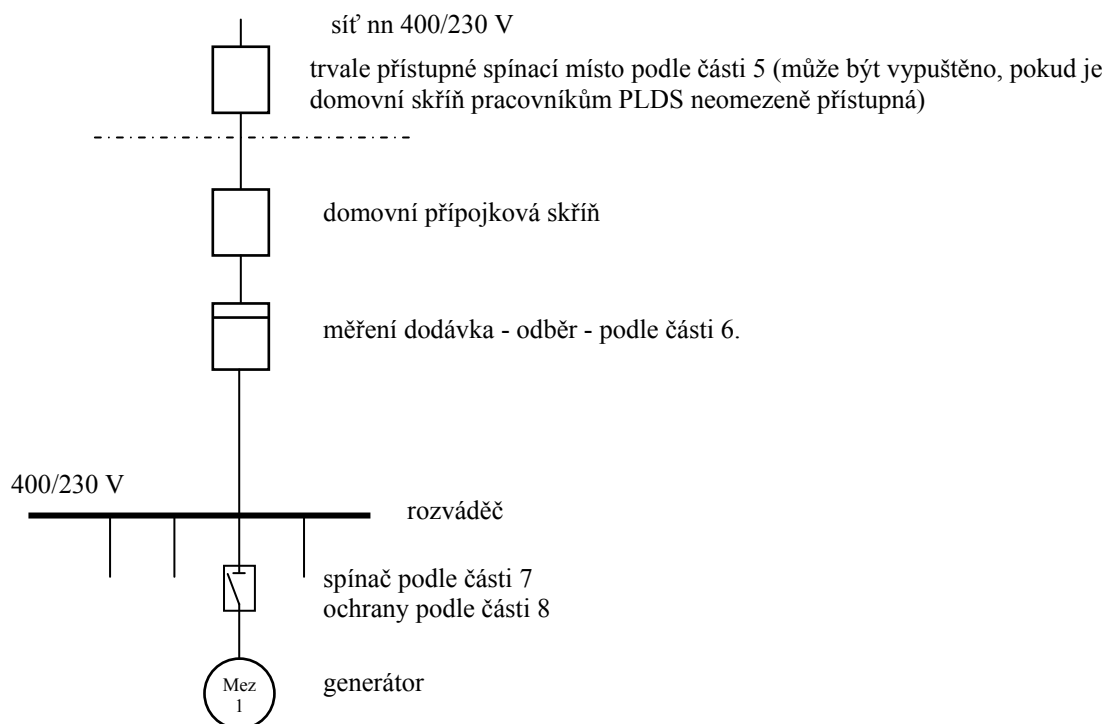 síť nn 400/230 V
trvale přístupné spínací místo podle části 5 (může být vypuštěno, pokud je
domovní skříň pracovníkům PLDS neomezeně přístupná)
domovní přípojková skříň
měření dodávka - odběr - podle části 6.
400/230 V
rozváděč
spínač podle části 7
ochrany podle části 8
Mez
1
generátor